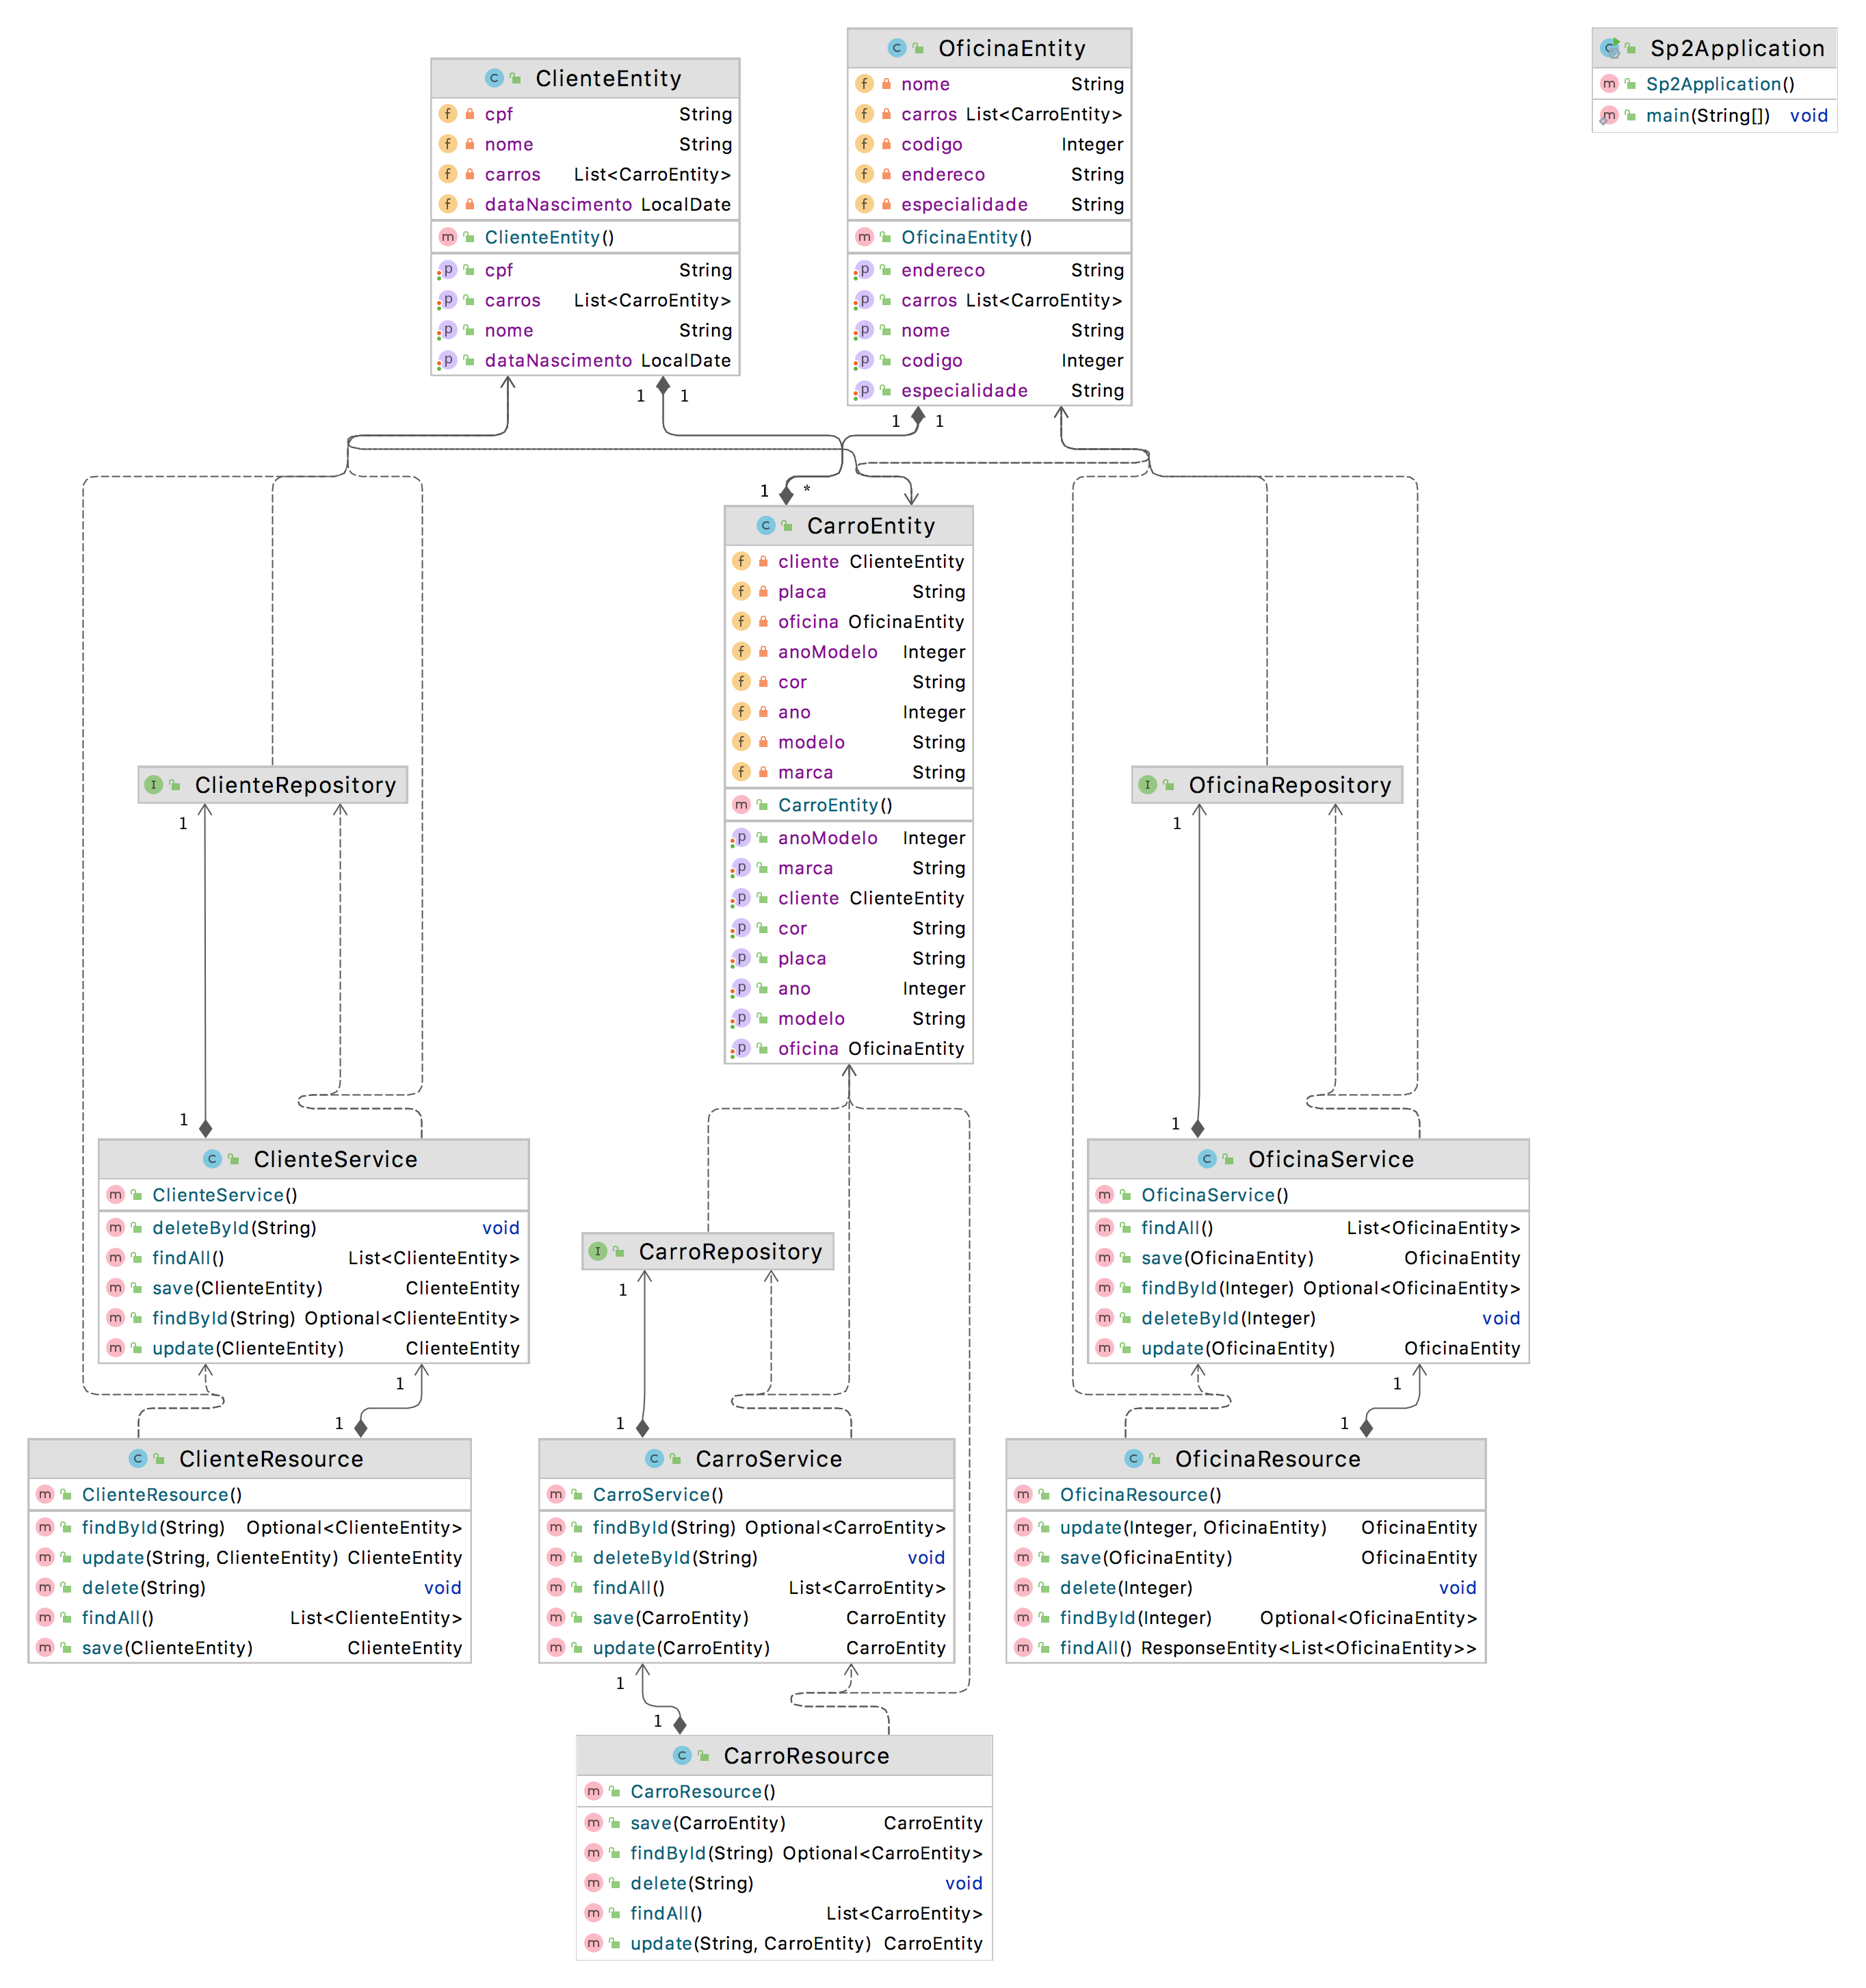 ClienteEntity
cpf String
nome String
carros List<CarroEntity>
dataNascimento LocalDate
ClienteEntity()
cpf String
carros List<CarroEntity>
nome String
dataNascimento LocalDate
1 1
OficinaEntity
nome String
carros List<CarroEntity>
codigo Integer
endereco String
especialidade String
OficinaEntity()
endereco String
carros List<CarroEntity>
nome String
codigo Integer
especialidade String
1 1
Sp2Application
Sp2Application()
main(String[]) void
1 *
CarroEntity
cliente ClienteEntity
placa String
oficina OficinaEntity
anoModelo Integer
cor String
ano Integer
modelo String
marca String
CarroEntity()
anoModelo Integer
marca String
cliente ClienteEntity
cor String
placa String
ano Integer
modelo String
oficina OficinaEntity
ClienteRepository
1
1
OficinaRepository
1
1
ClienteService
ClienteService()
deleteById(String) void
findAll() List<ClienteEntity>
save(ClienteEntity) ClienteEntity
findById(String) Optional<ClienteEntity>
update(ClienteEntity) ClienteEntity
1
1
CarroRepository
1
1
OficinaService
OficinaService()
findAll() List<OficinaEntity>
save(OficinaEntity) OficinaEntity
findById(Integer) Optional<OficinaEntity>
deleteById(Integer) void
update(OficinaEntity) OficinaEntity
1
1
ClienteResource
ClienteResource()
findById(String) Optional<ClienteEntity>
update(String, ClienteEntity) ClienteEntity
delete(String) void
findAll() List<ClienteEntity>
save(ClienteEntity) ClienteEntity
CarroService
CarroService()
findById(String) Optional<CarroEntity>
deleteById(String) void
findAll() List<CarroEntity>
save(CarroEntity) CarroEntity
update(CarroEntity) CarroEntity
1
1
OficinaResource
OficinaResource()
update(Integer, OficinaEntity) OficinaEntity
save(OficinaEntity) OficinaEntity
delete(Integer) void
findById(Integer) Optional<OficinaEntity>
findAll() ResponseEntity<List<OficinaEntity>>
CarroResource
CarroResource()
save(CarroEntity) CarroEntity
findById(String) Optional<CarroEntity>
delete(String) void
findAll() List<CarroEntity>
update(String, CarroEntity) CarroEntity